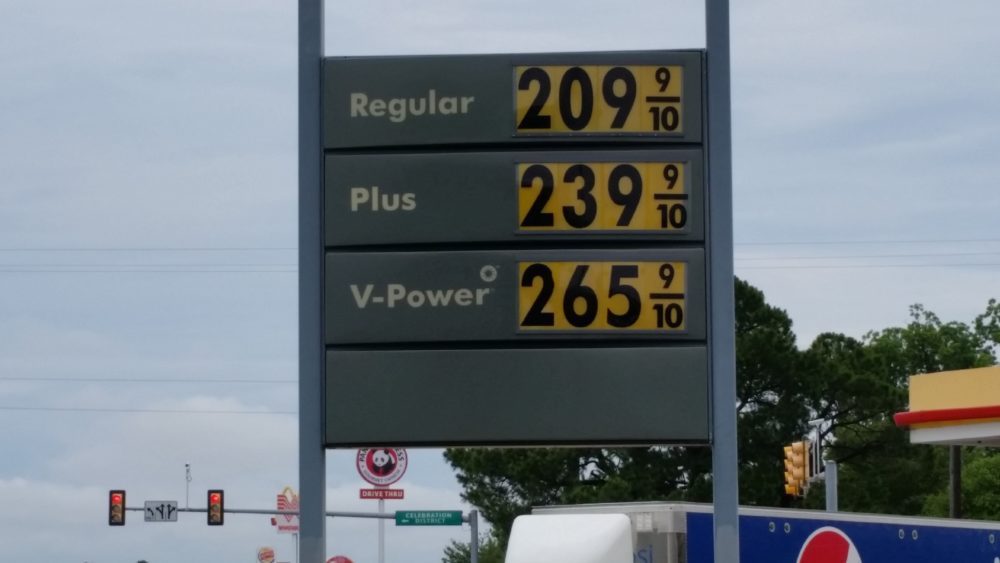 Regular 209 9/10
Plus 239 9/10
V-Power 265 9/10
DRIVE THRU
CELEBRATION
DISTRICT